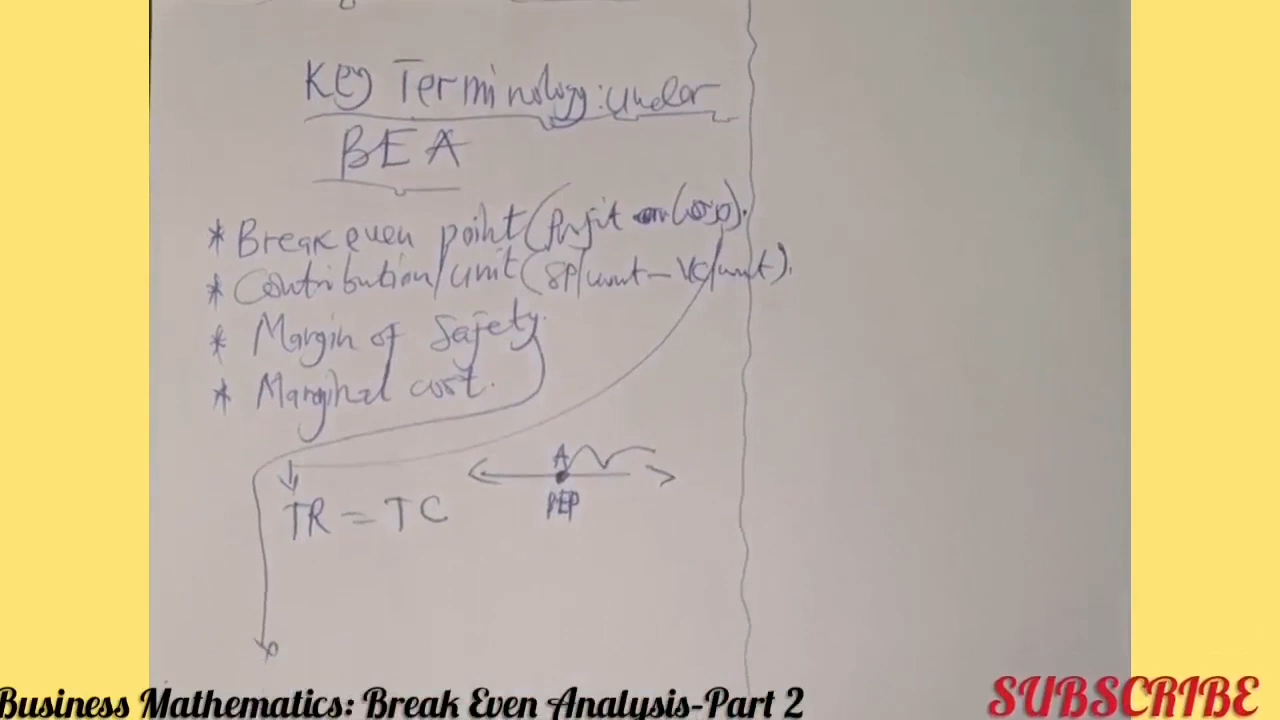 Key Terminology: under
BEA
* Break even point (Profit or loss).
* Contribution/unit (SP/unit - VC/unit).
* Margin of Safety.
* Marginal cost.
A
TR = TC
BEP
Business Mathematics: Break Even Analysis-Part 2
SUBSCRIBE